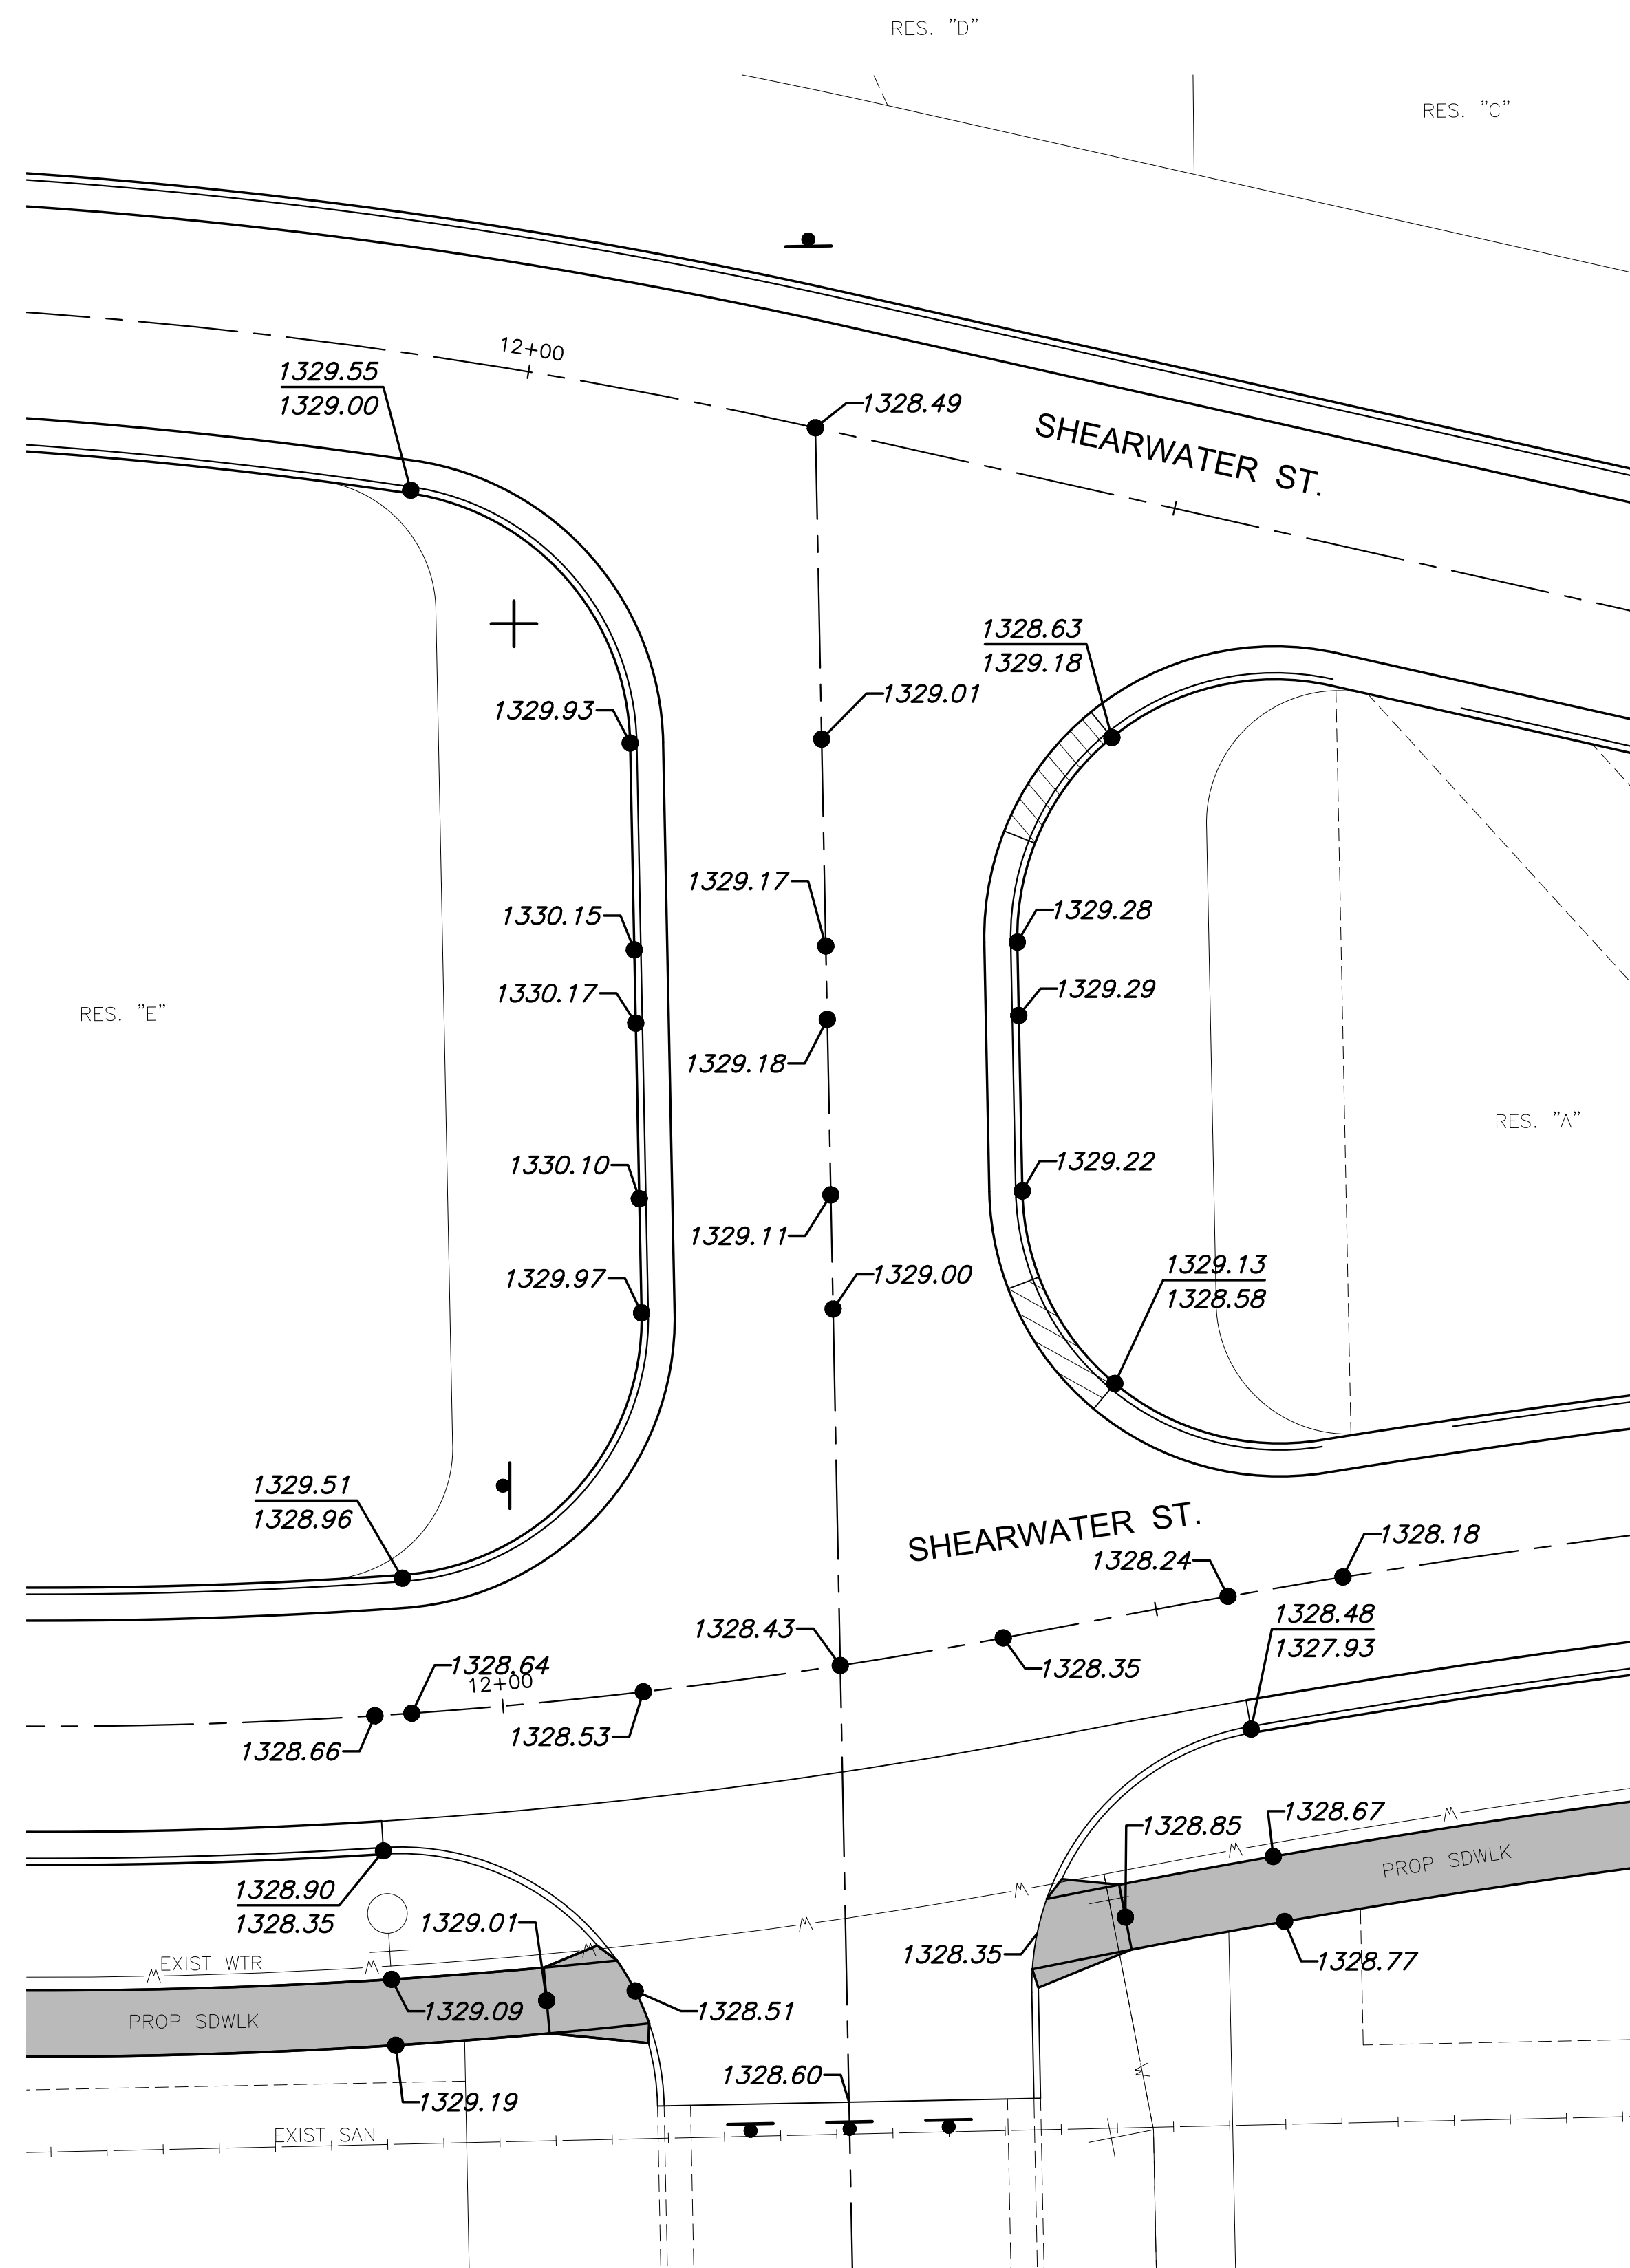 RES. "D"
RES. "C"
12+00
1329.55
1329.00
1328.49
SHEARWATER ST.
1328.63
1329.18
1329.01
1329.93
1329.17
1330.15
1329.28
1330.17
1329.29
RES. "E"
1329.18
RES. "A"
1330.10
1329.22
1329.11
1329.97
1329.00
1329.13
1328.58
1329.51
1328.96
SHEARWATER ST.
1328.24
1328.18
1328.43
1328.48
1327.93
1328.64
12+00
1328.35
1328.66
1328.53
W
1328.67
1328.85
W
PROP SDWLK
1328.90
1328.35
W
1329.01
W
1328.35
W
EXIST WTR
W
W
1328.77
1329.09
1328.51
PROP SDWLK
1328.60
W
1329.19
EXIST SAN